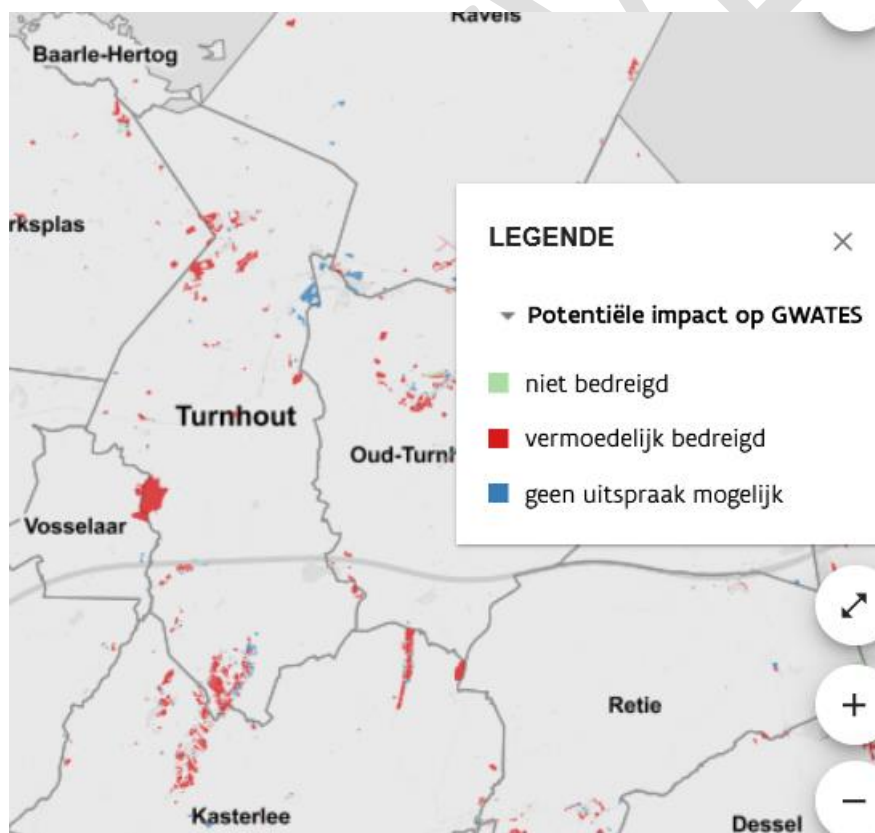 Ravels
Baarle-Hertog
LEGENDE
Potentiële impact op GWATES
niet bedreigd
vermoedelijk bedreigd
geen uitspraak mogelijk
rksplas
Turnhout
Oud-Turnh
Vosselaar
Retie
Kasterlee
Dessel